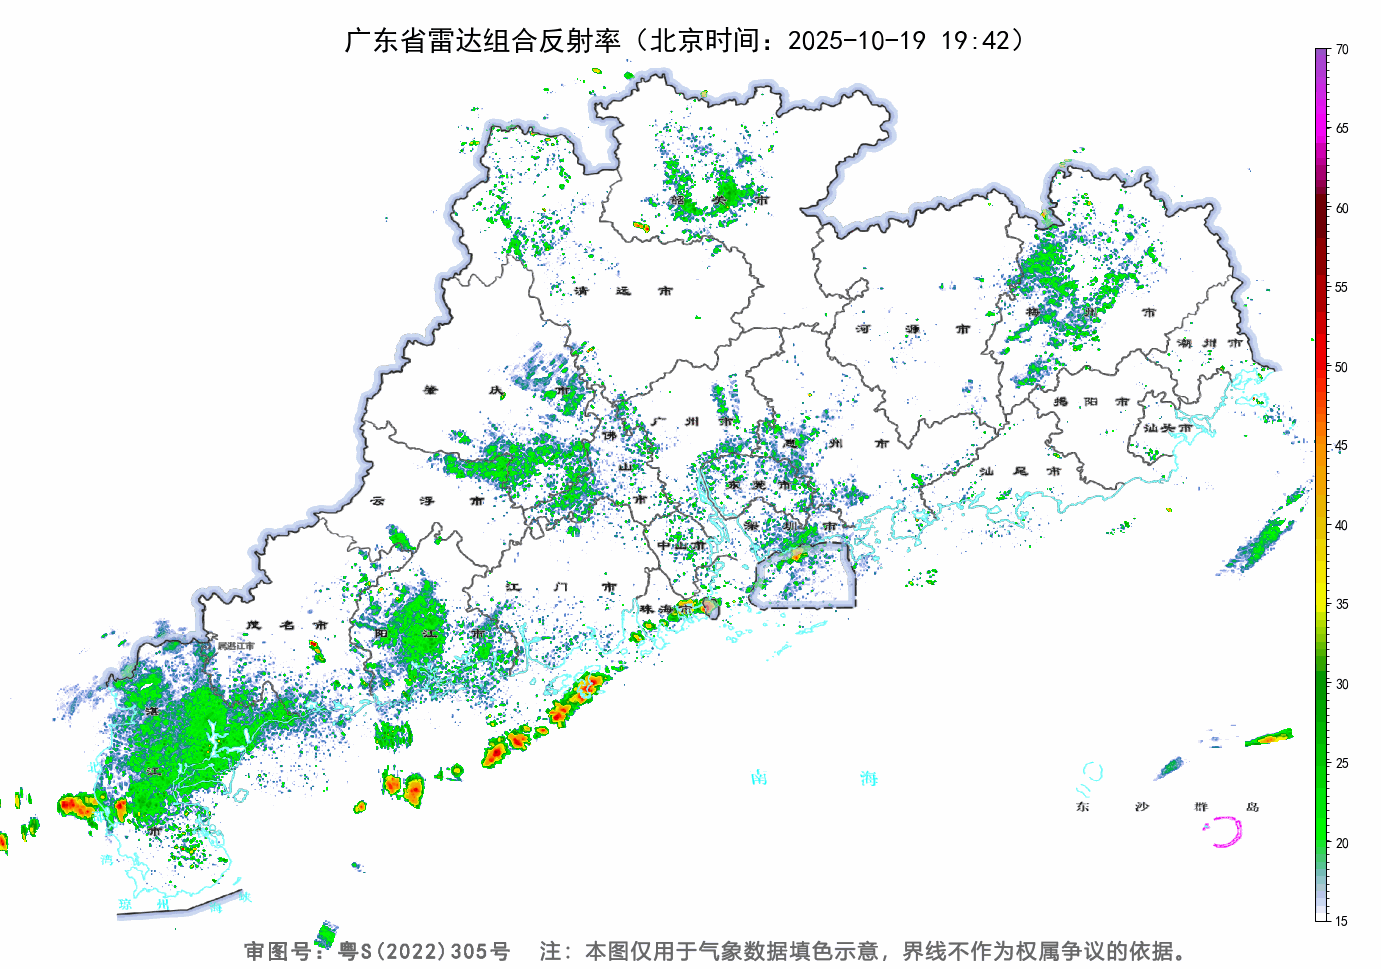 广东省雷达组合反射率（北京时间：2025-10-19 19:42）
70
65
60
55
50
45
40
35
30
25
20
15
韶关市
清远市
河源市
梅州市
潮州市
肇庆市
广州市
揭阳市
汕头市
佛山市
惠州市
汕尾市
云浮市
东莞市
深圳市
中山市
江门市
珠海市
茂名市
阳江市
属湛江市
湛江市
南海
东沙群岛
北
湾
琼州海峡
审图号：粤S(2022)305号 注：本图仅用于气象数据填色示意，界线不作为权属争议的依据。